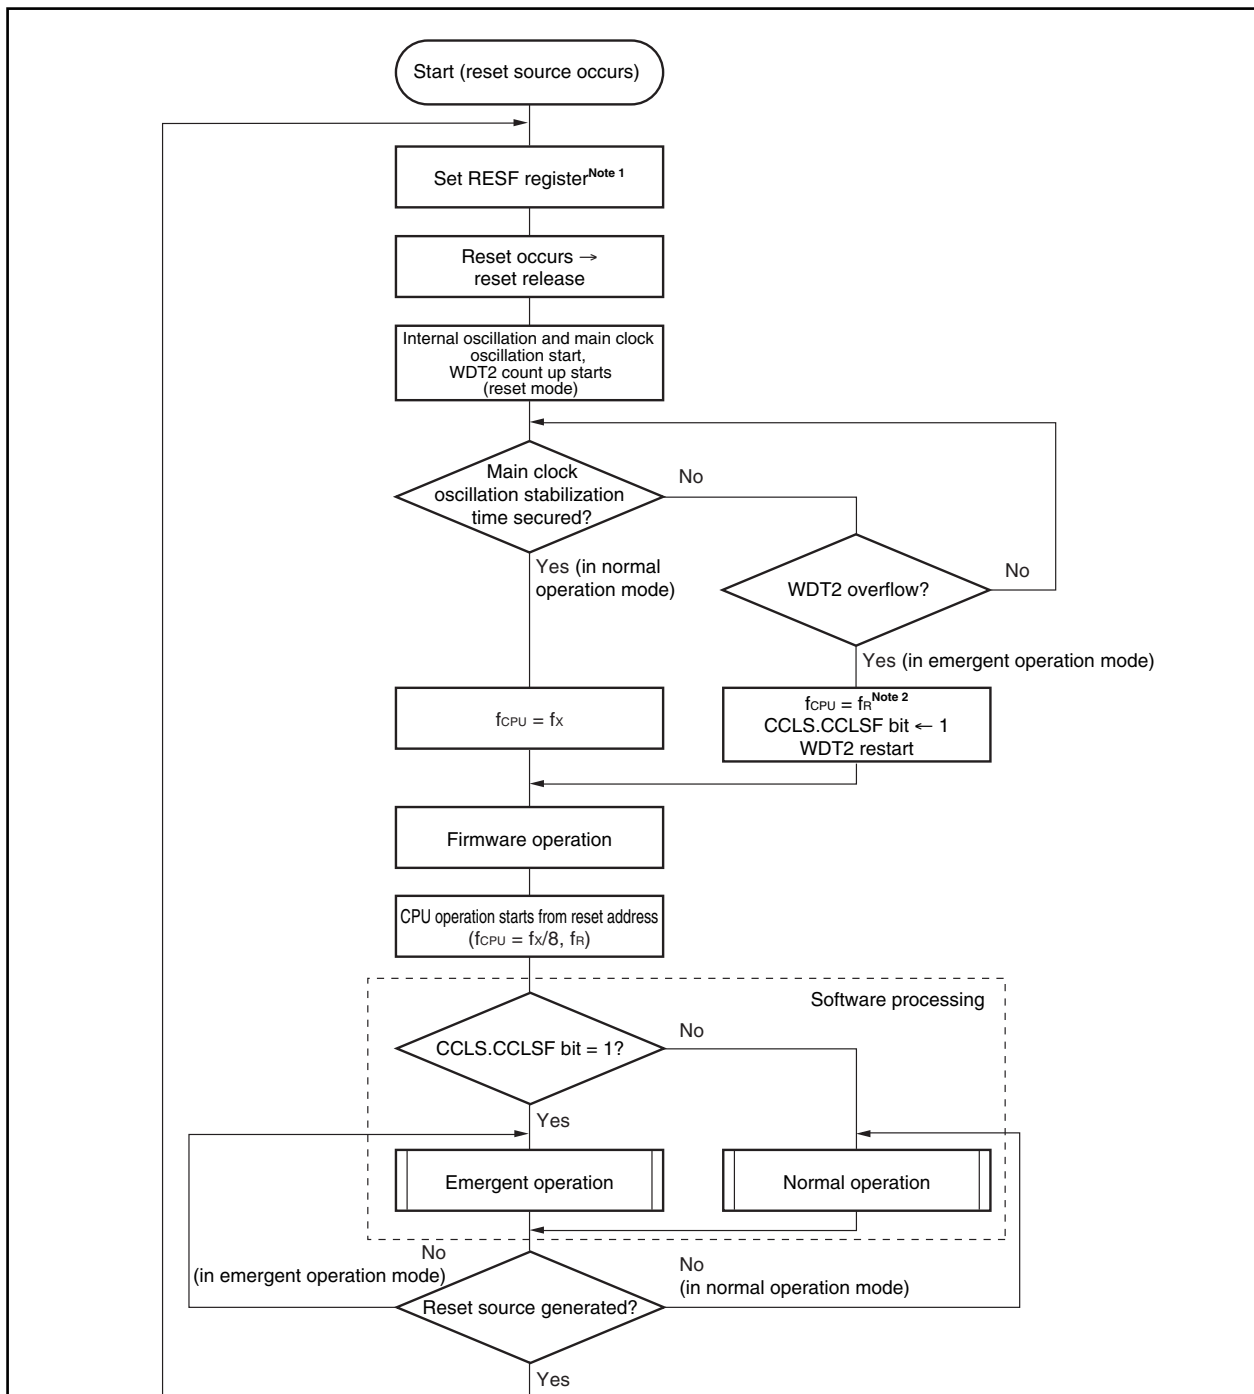 Start (reset source occurs)
Set RESF registerNote 1
Reset occurs →
reset release
Internal oscillation and main clock
oscillation start,
WDT2 count up starts
(reset mode)
Main clock
oscillation stabilization
time secured?
No
Yes (in normal
operation mode)
WDT2 overflow?
No
Yes (in emergent operation mode)
fCPU = fX
fCPU = fRNote 2
CCLS.CCLSF bit ← 1
WDT2 restart
Firmware operation
CPU operation starts from reset address
(fCPU = fX/8, fR)
Software processing
CCLS.CCLSF bit = 1?
No
Yes
Emergent operation
Normal operation
No
(in emergent operation mode)
No
(in normal operation mode)
Reset source generated?
Yes